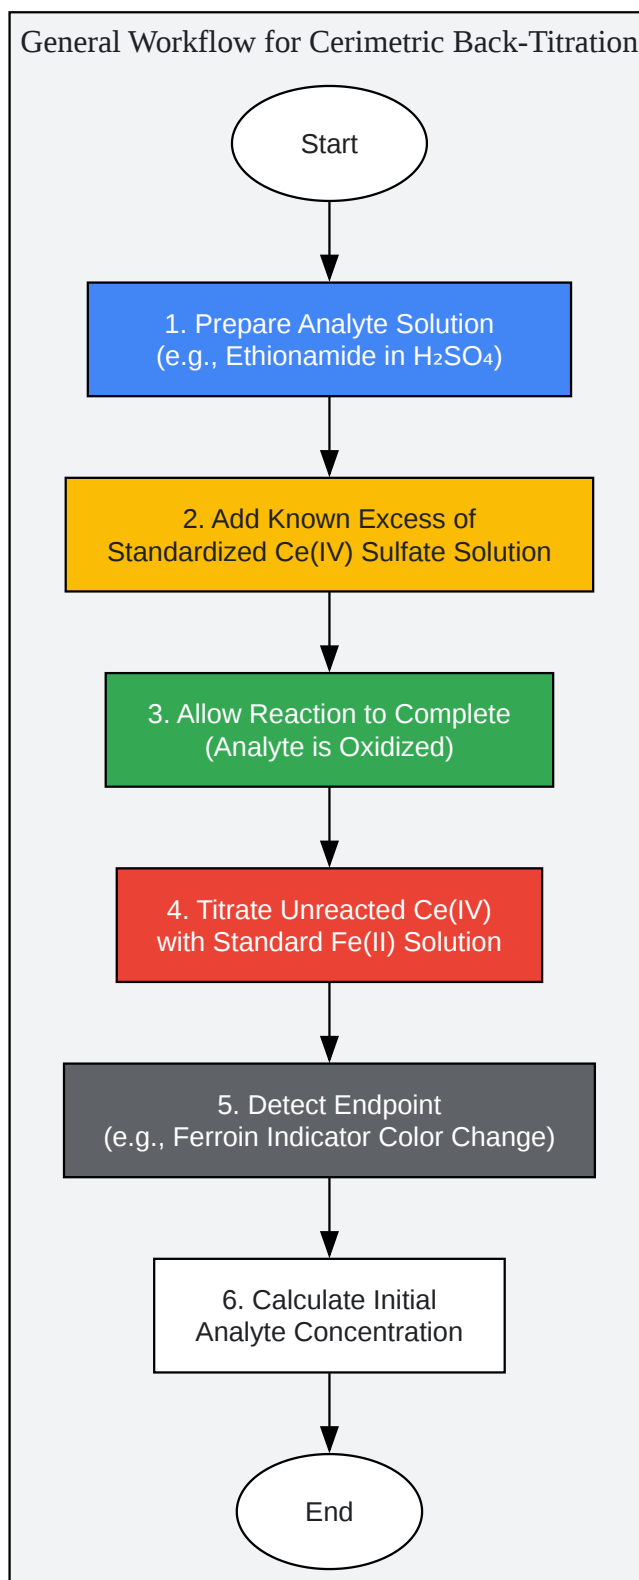 General Workflow for Cerimetric Back-Titration
Start
1. Prepare Analyte Solution
(e.g., Ethionamide in H₂SO₄)
2. Add Known Excess of
Standardized Ce(IV) Sulfate Solution
3. Allow Reaction to Complete
(Analyte is Oxidized)
4. Titrate Unreacted Ce(IV)
with Standard Fe(II) Solution
5. Detect Endpoint
(e.g., Ferroin Indicator Color Change)
6. Calculate Initial
Analyte Concentration
End